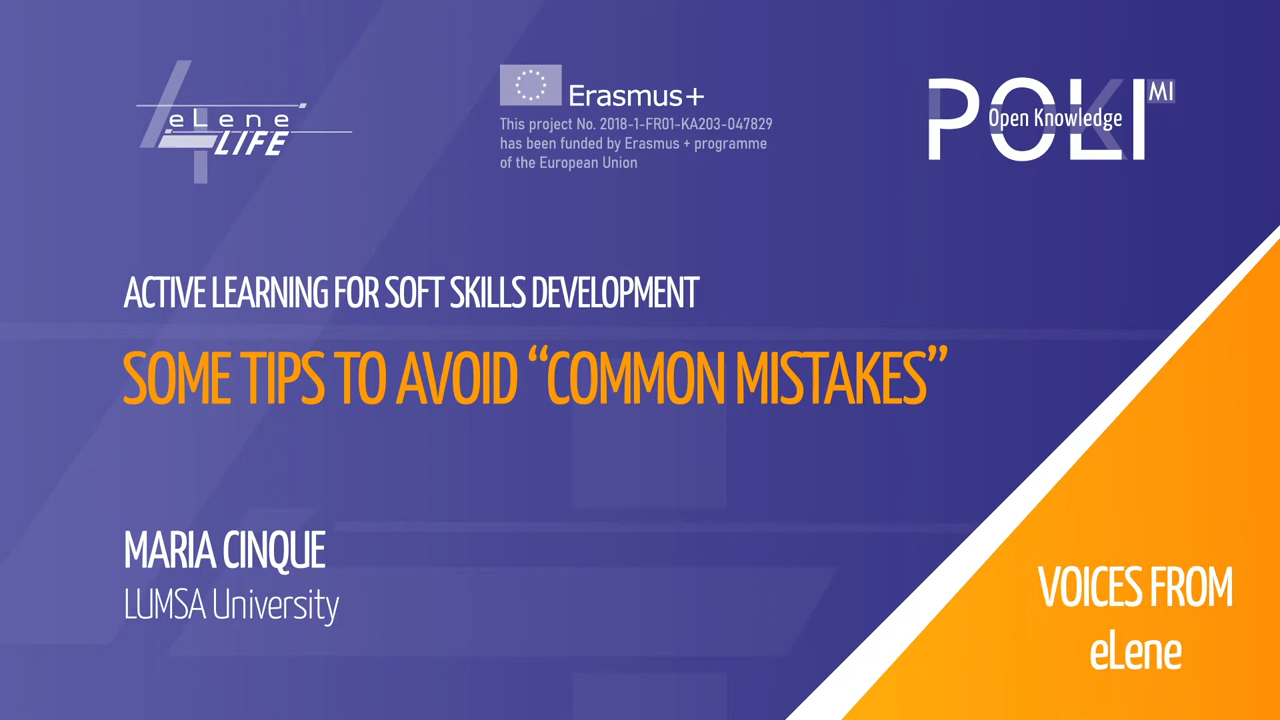 eLene
4LIFE
Erasmus+
This project No. 2018-1-FR01-KA203-047829
has been funded by Erasmus + programme
of the European Union
POLI MI
Open Knowledge
ACTIVE LEARNING FOR SOFT SKILLS DEVELOPMENT
SOME TIPS TO AVOID “COMMON MISTAKES”
MARIA CINQUE
LUMSA University
VOICES FROM
eLene